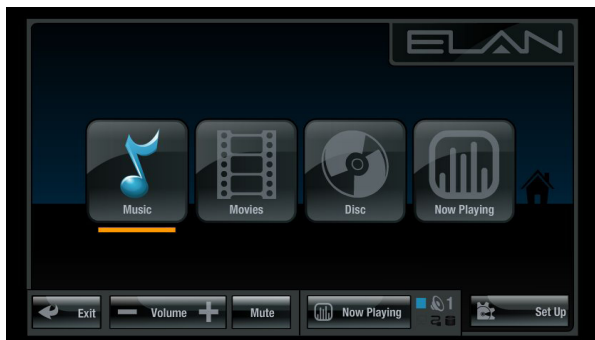 ELAN
Music Movies Disc Now Playing
Exit Volume Mute Now Playing 1 Set Up